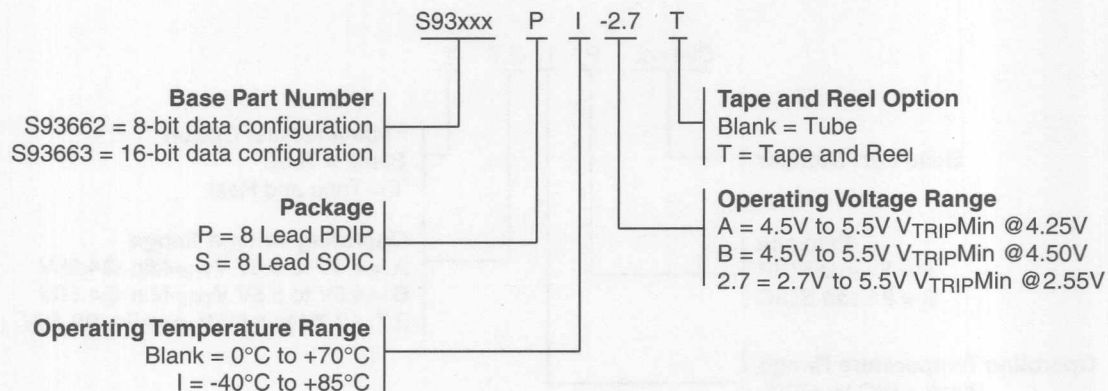 S93xxx P I -2.7 T
Base Part Number
S93662 = 8-bit data configuration
S93663 = 16-bit data configuration
Package
P = 8 Lead PDIP
S = 8 Lead SOIC
Operating Temperature Range
Blank = 0°C to +70°C
I = -40°C to +85°C
Tape and Reel Option
Blank = Tube
T = Tape and Reel
Operating Voltage Range
A = 4.5V to 5.5V VTRIPMin @4.25V
B = 4.5V to 5.5V VTRIPMin @4.50V
2.7 = 2.7V to 5.5V VTRIPMin @2.55V